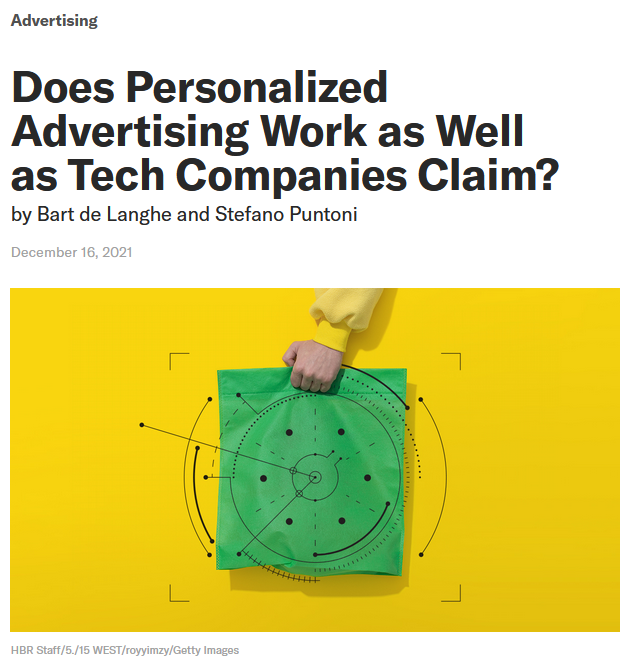 Advertising
Does Personalized
Advertising Work as Well
as Tech Companies Claim?
by Bart de Langhe and Stefano Puntoni
December 16, 2021
HBR Staff/5./15 WEST/royyimzy/Getty Images